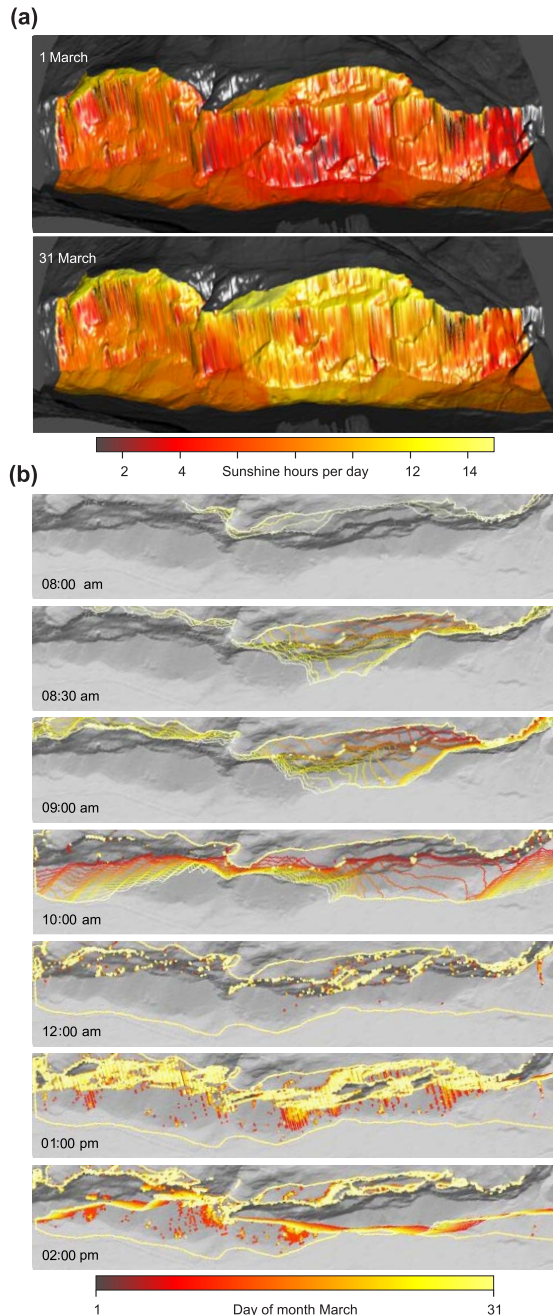 (a)
1 March
31 March
2 4 Sunshine hours per day 12 14
(b)
08:00 am
08:30 am
09:00 am
10:00 am
12:00 am
01:00 pm
02:00 pm
1 Day of month March 31